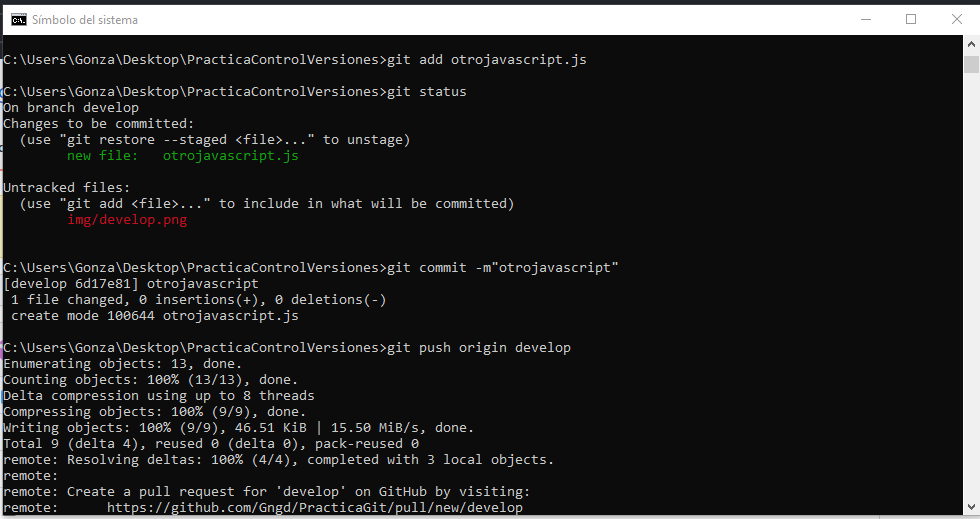 Símbolo del sistema
C:\Users\Gonza\Desktop\PracticaControlVersiones>git add otrojavascript.js
C:\Users\Gonza\Desktop\PracticaControlVersiones>git status
On branch develop
Changes to be committed:
  (use "git restore --staged <file>..." to unstage)
        new file:   otrojavascript.js
Untracked files:
  (use "git add <file>..." to include in what will be committed)
        img/develop.png
C:\Users\Gonza\Desktop\PracticaControlVersiones>git commit -m"otrojavascript"
[develop 6d17e81] otrojavascript
 1 file changed, 0 insertions(+), 0 deletions(-)
 create mode 100644 otrojavascript.js
C:\Users\Gonza\Desktop\PracticaControlVersiones>git push origin develop
Enumerating objects: 13, done.
Counting objects: 100% (13/13), done.
Delta compression using up to 8 threads
Compressing objects: 100% (9/9), done.
Writing objects: 100% (9/9), 46.51 KiB | 15.50 MiB/s, done.
Total 9 (delta 4), reused 0 (delta 0), pack-reused 0
remote: Resolving deltas: 100% (4/4), completed with 3 local objects.
remote:
remote: Create a pull request for 'develop' on GitHub by visiting:
remote:      https://github.com/Gngd/PracticaGit/pull/new/develop